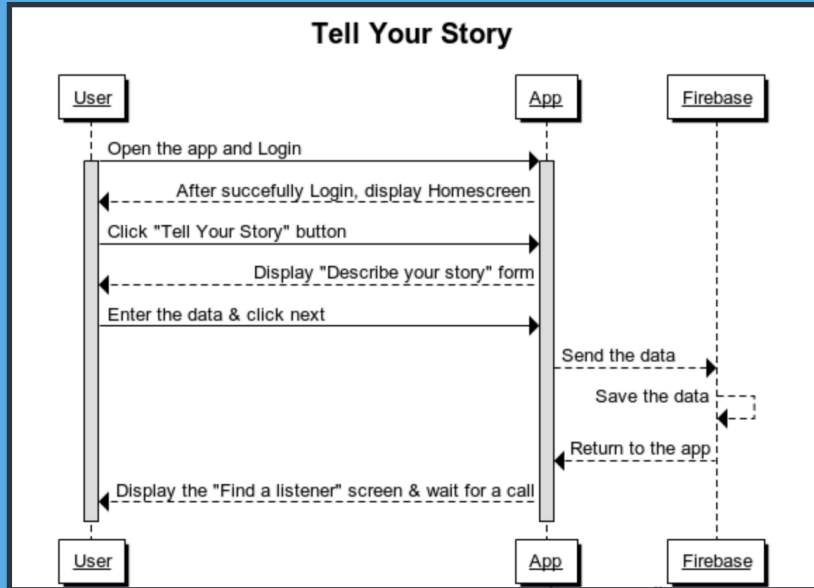 Tell Your Story
User
App
Firebase
Open the app and Login
After succefully Login, display Homescreen
Click "Tell Your Story" button
Display "Describe your story" form
Enter the data & click next
Send the data
Save the data
Return to the app
Display the "Find a listener" screen & wait for a call
User
App
Firebase